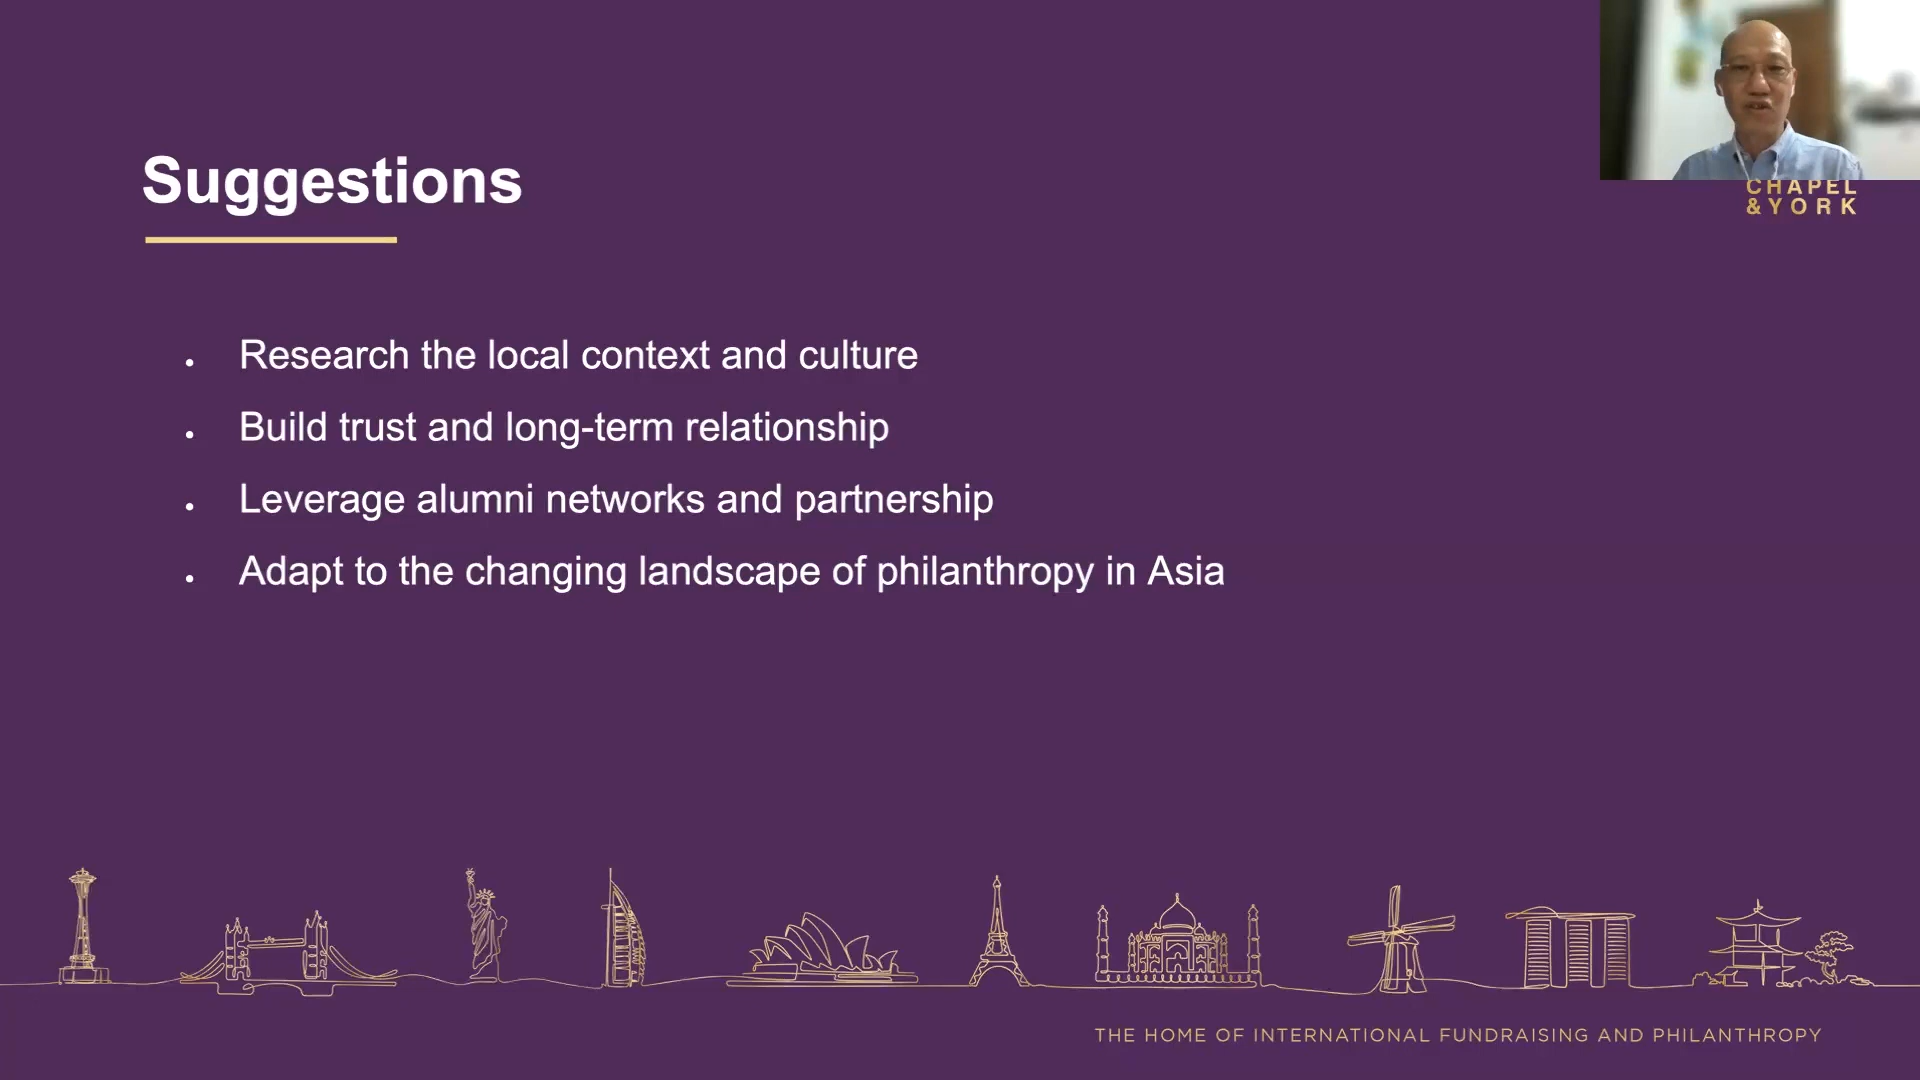 Suggestions
CHAPEL
&YORK
Research the local context and culture
Build trust and long-term relationship
Leverage alumni networks and partnership
Adapt to the changing landscape of philanthropy in Asia
THE HOME OF INTERNATIONAL FUNDRAISING AND PHILANTHROPY